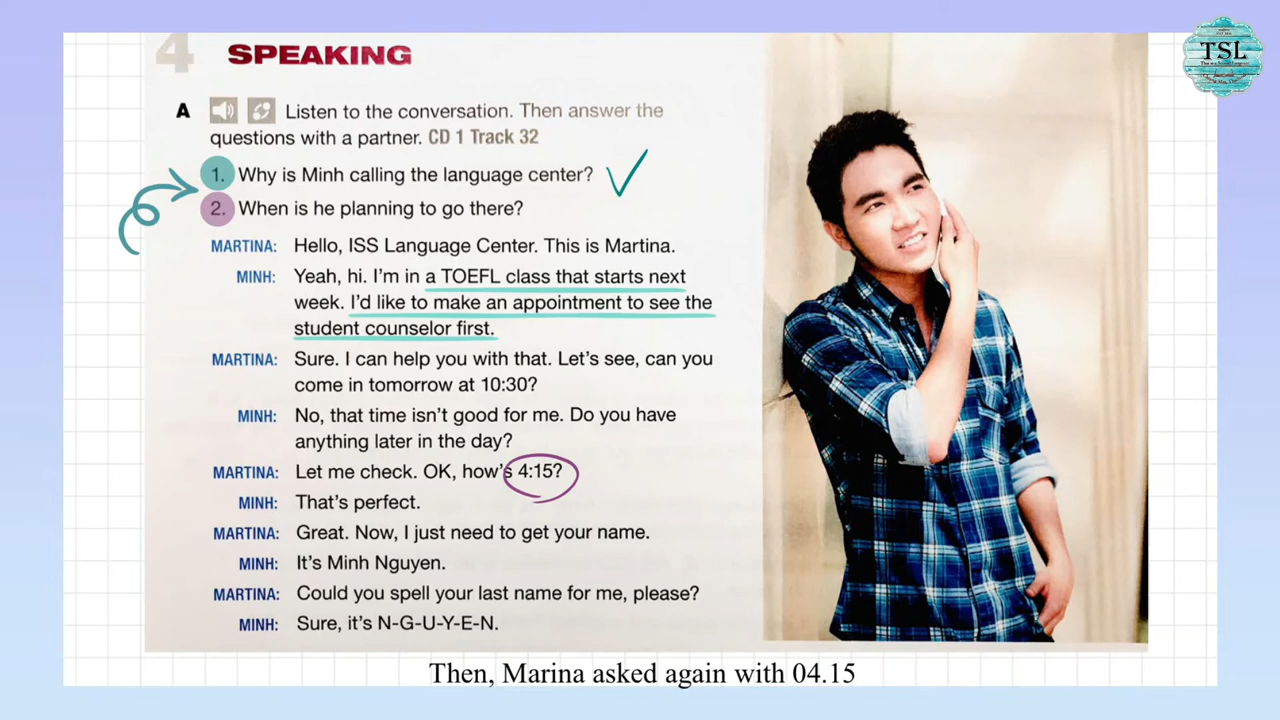 4 SPEAKING
A Listen to the conversation. Then answer the
questions with a partner. CD 1 Track 32
1. Why is Minh calling the language center?
2. When is he planning to go there?
MARTINA: Hello, ISS Language Center. This is Martina.
MINH: Yeah, hi. I'm in a TOEFL class that starts next
week. I'd like to make an appointment to see the
student counselor first.
MARTINA: Sure. I can help you with that. Let's see, can you
come in tomorrow at 10:30?
MINH: No, that time isn't good for me. Do you have
anything later in the day?
MARTINA: Let me check. OK, how's 4:15?
MINH: That's perfect.
MARTINA: Great. Now, I just need to get your name.
MINH: It's Minh Nguyen.
MARTINA: Could you spell your last name for me, please?
MINH: Sure, it's N-G-U-Y-E-N.
Then, Marina asked again with 04.15
TSL